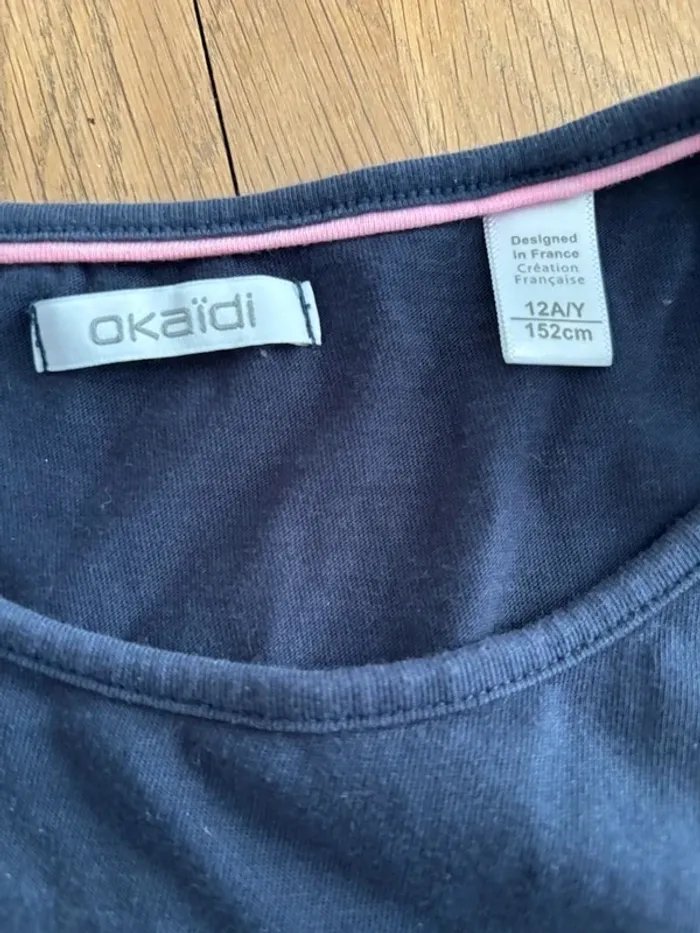 okaïdi
Designed
in France
Création
Française
12A/Y
152cm